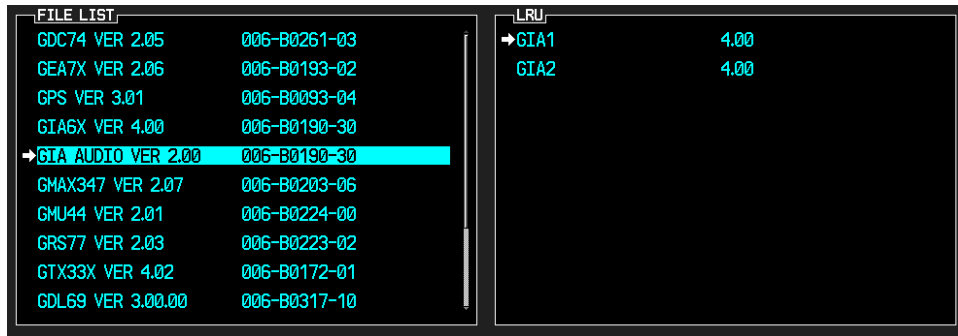 FILE LIST
GDC74 VER 2.05 006-B0261-03
GEA7X VER 2.06 006-B0193-02
GPS VER 3.01 006-B0093-04
GIA6X VER 4.00 006-B0190-30
GIA AUDIO VER 2.00 006-B0190-30
GMAX347 VER 2.07 006-B0203-06
GMU44 VER 2.01 006-B0224-00
GRS77 VER 2.03 006-B0223-02
GTX33X VER 4.02 006-B0172-01
GDL69 VER 3.00.00 006-B0317-10
LRU
GIA1 4.00
GIA2 4.00